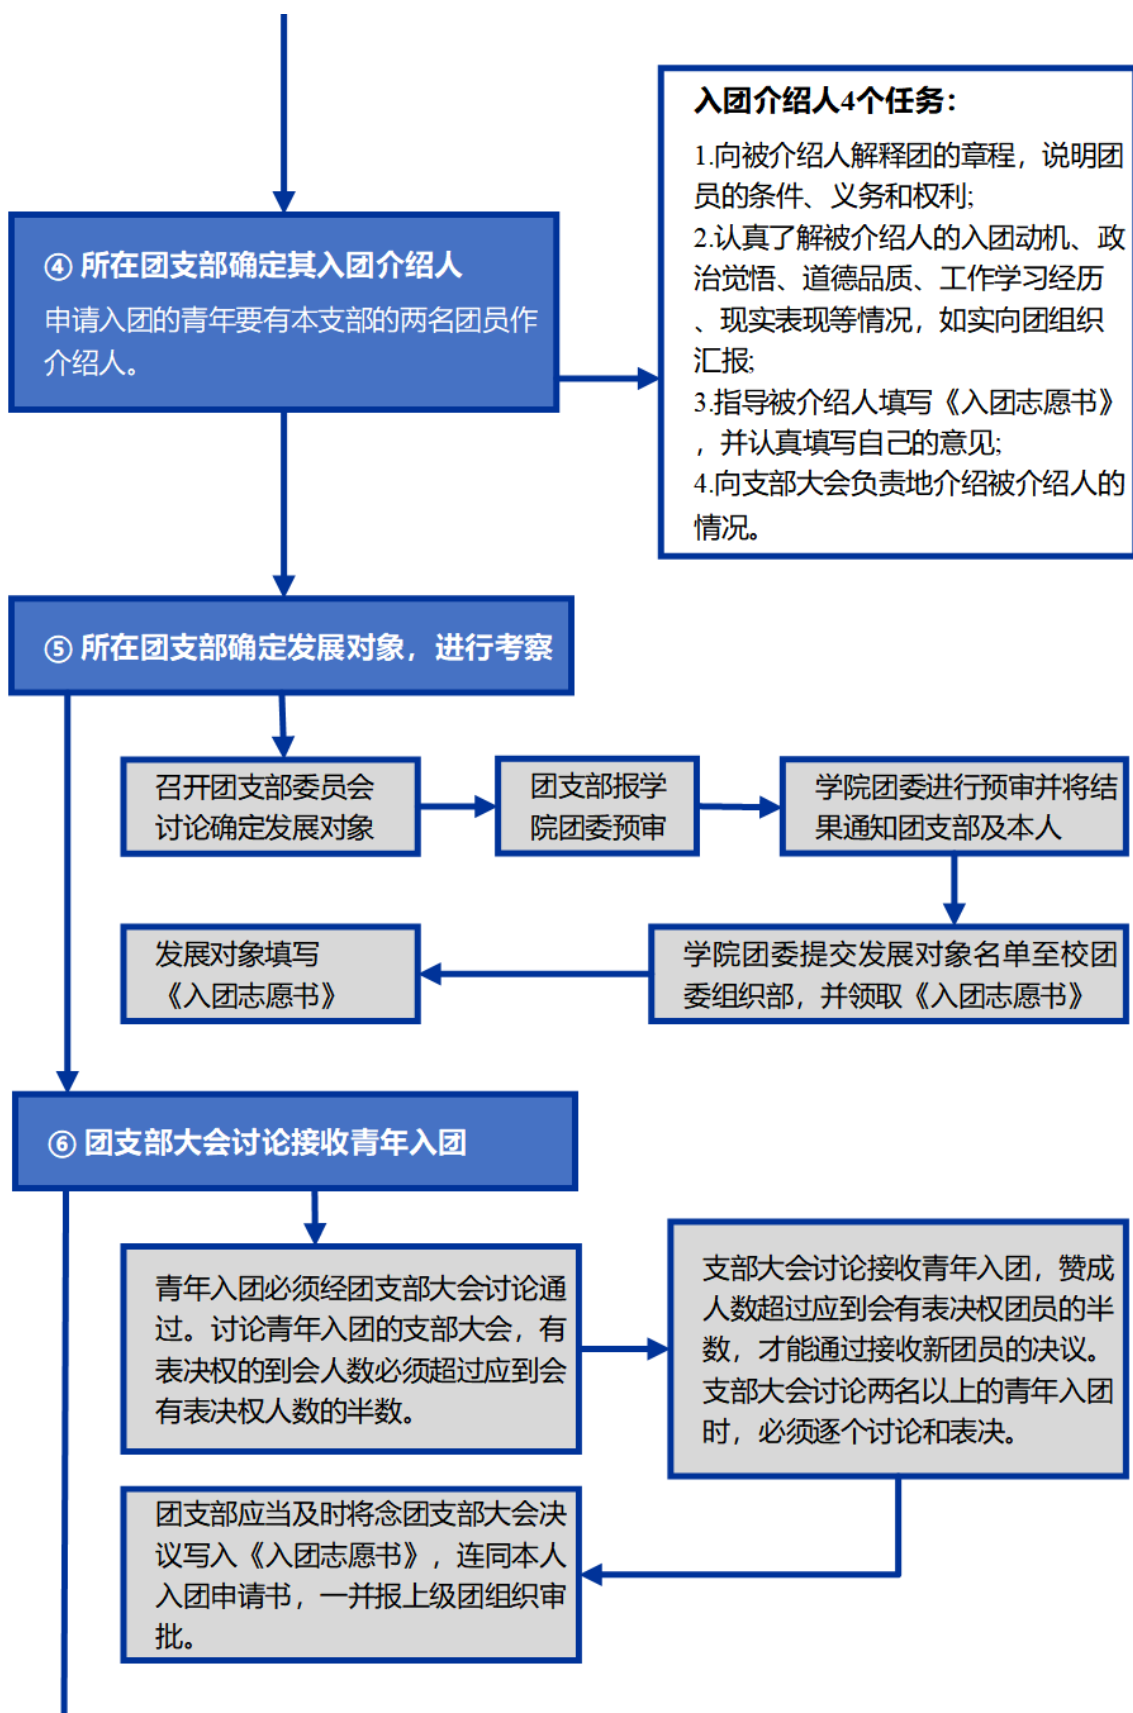 ④ 所在团支部确定其入团介绍人
申请入团的青年要有本支部的两名团员作
介绍人。
入团介绍人4个任务：
1.向被介绍人解释团的章程，说明团
员的条件、义务和权利;
2.认真了解被介绍人的入团动机、政
治觉悟、道德品质、工作学习经历
、现实表现等情况，如实向团组织
汇报;
3.指导被介绍人填写《入团志愿书》
，并认真填写自己的意见;
4.向支部大会负责地介绍被介绍人的
情况。
⑤ 所在团支部确定发展对象，进行考察
召开团支部委员会
讨论确定发展对象
团支部报学
院团委预审
学院团委进行预审并将结
果通知团支部及本人
学院团委提交发展对象名单至校团
委组织部，并领取《入团志愿书》
发展对象填写
《入团志愿书》
⑥ 团支部大会讨论接收青年入团
青年入团必须经团支部大会讨论通
过。讨论青年入团的支部大会，有
表决权的到会人数必须超过应到会
有表决权人数的半数。
支部大会讨论接收青年入团，赞成
人数超过应到会有表决权团员的半
数，才能通过接收新团员的决议。
支部大会讨论两名以上的青年入团
时，必须逐个讨论和表决。
团支部应当及时将念团支部大会决
议写入《入团志愿书》，连同本人
入团申请书，一并报上级团组织审
批。